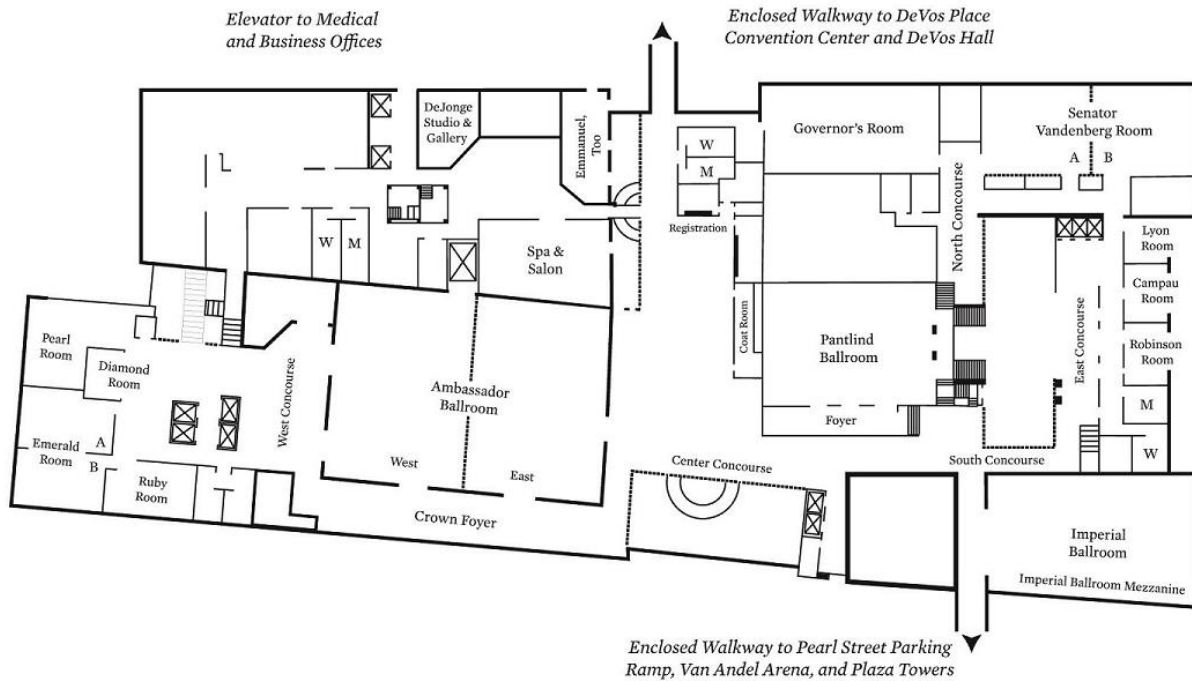 Elevator to Medical
and Business Offices
Enclosed Walkway to DeVos Place
Convention Center and DeVos Hall
DeJonge
Studio &
Gallery
Emmanuel,
Too
W
M
Governor's Room
Senator
Vandenberg Room
A
B
North Concourse
Registration
W
M
Spa &
Salon
Lyon
Room
Campau
Room
Robinson
Room
M
W
East Concourse
Coat Room
Pantlind
Ballroom
Foyer
Pearl
Room
Diamond
Room
Emerald
Room
A
B
Ruby
Room
West Concourse
Ambassador
Ballroom
West
East
Crown Foyer
Center Concourse
South Concourse
Imperial
Ballroom
Imperial Ballroom Mezzanine
Enclosed Walkway to Pearl Street Parking
Ramp, Van Andel Arena, and Plaza Towers